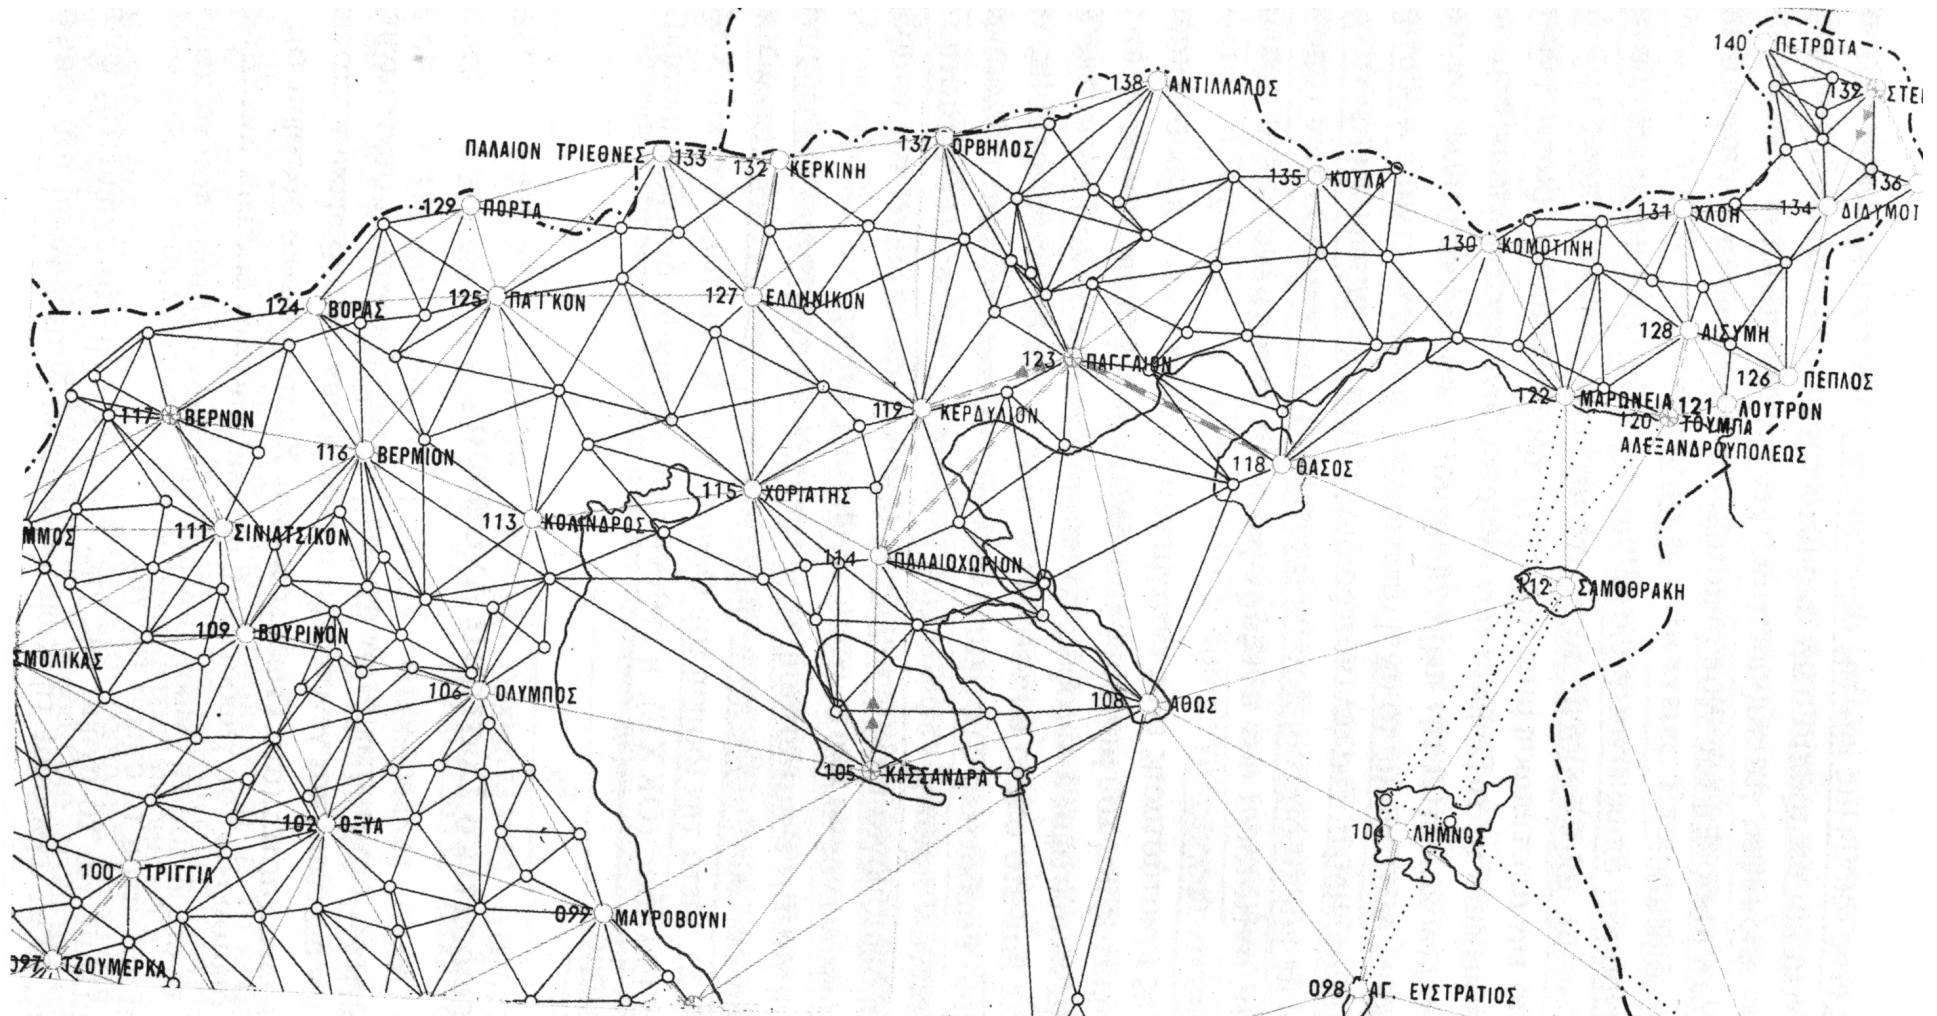 140 ΠΕΤΡΩΤΑ
138 ΑΝΤΙΛΛΑΛΟΣ
139 ΣΤΕ
137 ΟΡΒΗΛΟΣ
ΠΑΛΑΙΟΝ ΤΡΙΕΘΝΕΣ 133
132 ΚΕΡΚΙΝΗ
135 ΚΟΥΛΑ
136
129 ΠΟΡΤΑ
131 ΧΛΟΗ
134 ΔΙΔΥΜΟΤ
130 ΚΟΜΟΤΙΝΗ
124 ΒΟΡΑΣ
125 ΠΑΪΚΟΝ
127 ΕΛΛΗΝΙΚΟΝ
128 ΑΙΣΥΜΗ
123 ΠΑΓΓΑΙΟΝ
126 ΠΕΠΛΟΣ
117 ΒΕΡΝΟΝ
119 ΚΕΡΔΥΛΙΟΝ
122 ΜΑΡΩΝΕΙΑ
121 ΛΟΥΤΡΟΝ
120 ΤΟΥΜΠΑ
ΑΛΕΞΑΝΔΡΟΥΠΟΛΕΩΣ
116 ΒΕΡΜΙΟΝ
118 ΘΑΣΟΣ
115 ΧΟΡΙΑΤΗΣ
113 ΚΟΛΙΝΔΡΟΣ
ΜΜΟΣ
111 ΣΙΝΙΑΤΣΙΚΟΝ
114 ΠΑΛΑΙΟΧΩΡΙΟΝ
112 ΣΑΜΟΘΡΑΚΗ
109 ΒΟΥΡΙΝΟΝ
ΣΜΟΛΙΚΑΣ
106 ΟΛΥΜΠΟΣ
108 ΑΘΩΣ
105 ΚΑΣΣΑΝΔΡΑ
102 ΟΞΥΑ
104 ΛΗΜΝΟΣ
100 ΤΡΙΓΓΙΑ
099 ΜΑΥΡΟΒΟΥΝΙ
097 ΤΖΟΥΜΕΡΚΑ
098 ΑΓ. ΕΥΣΤΡΑΤΙΟΣ